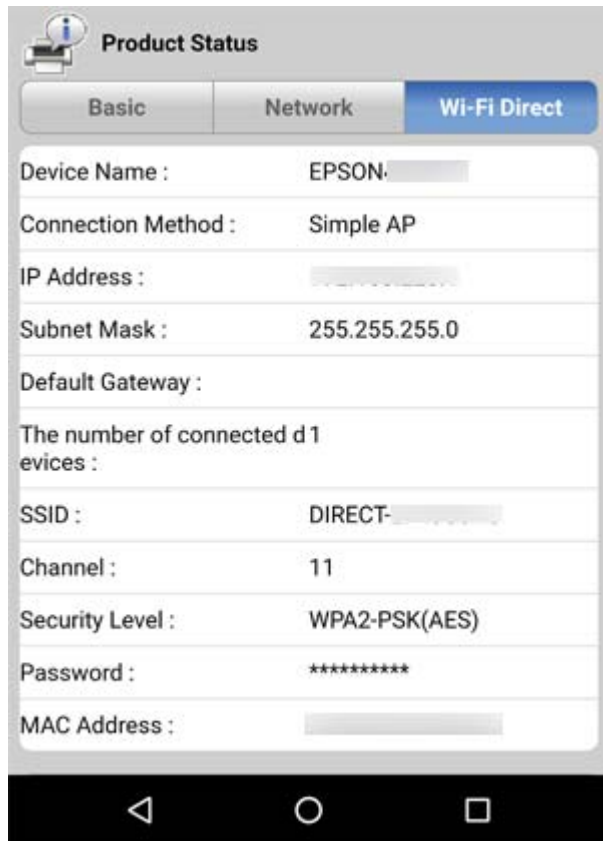 Product Status
Basic Network Wi-Fi Direct
Device Name : EPSON
Connection Method : Simple AP
IP Address :
Subnet Mask : 255.255.255.0
Default Gateway :
The number of connected d 1
evices :
SSID : DIRECT-
Channel : 11
Security Level : WPA2-PSK(AES)
Password : **********
MAC Address :